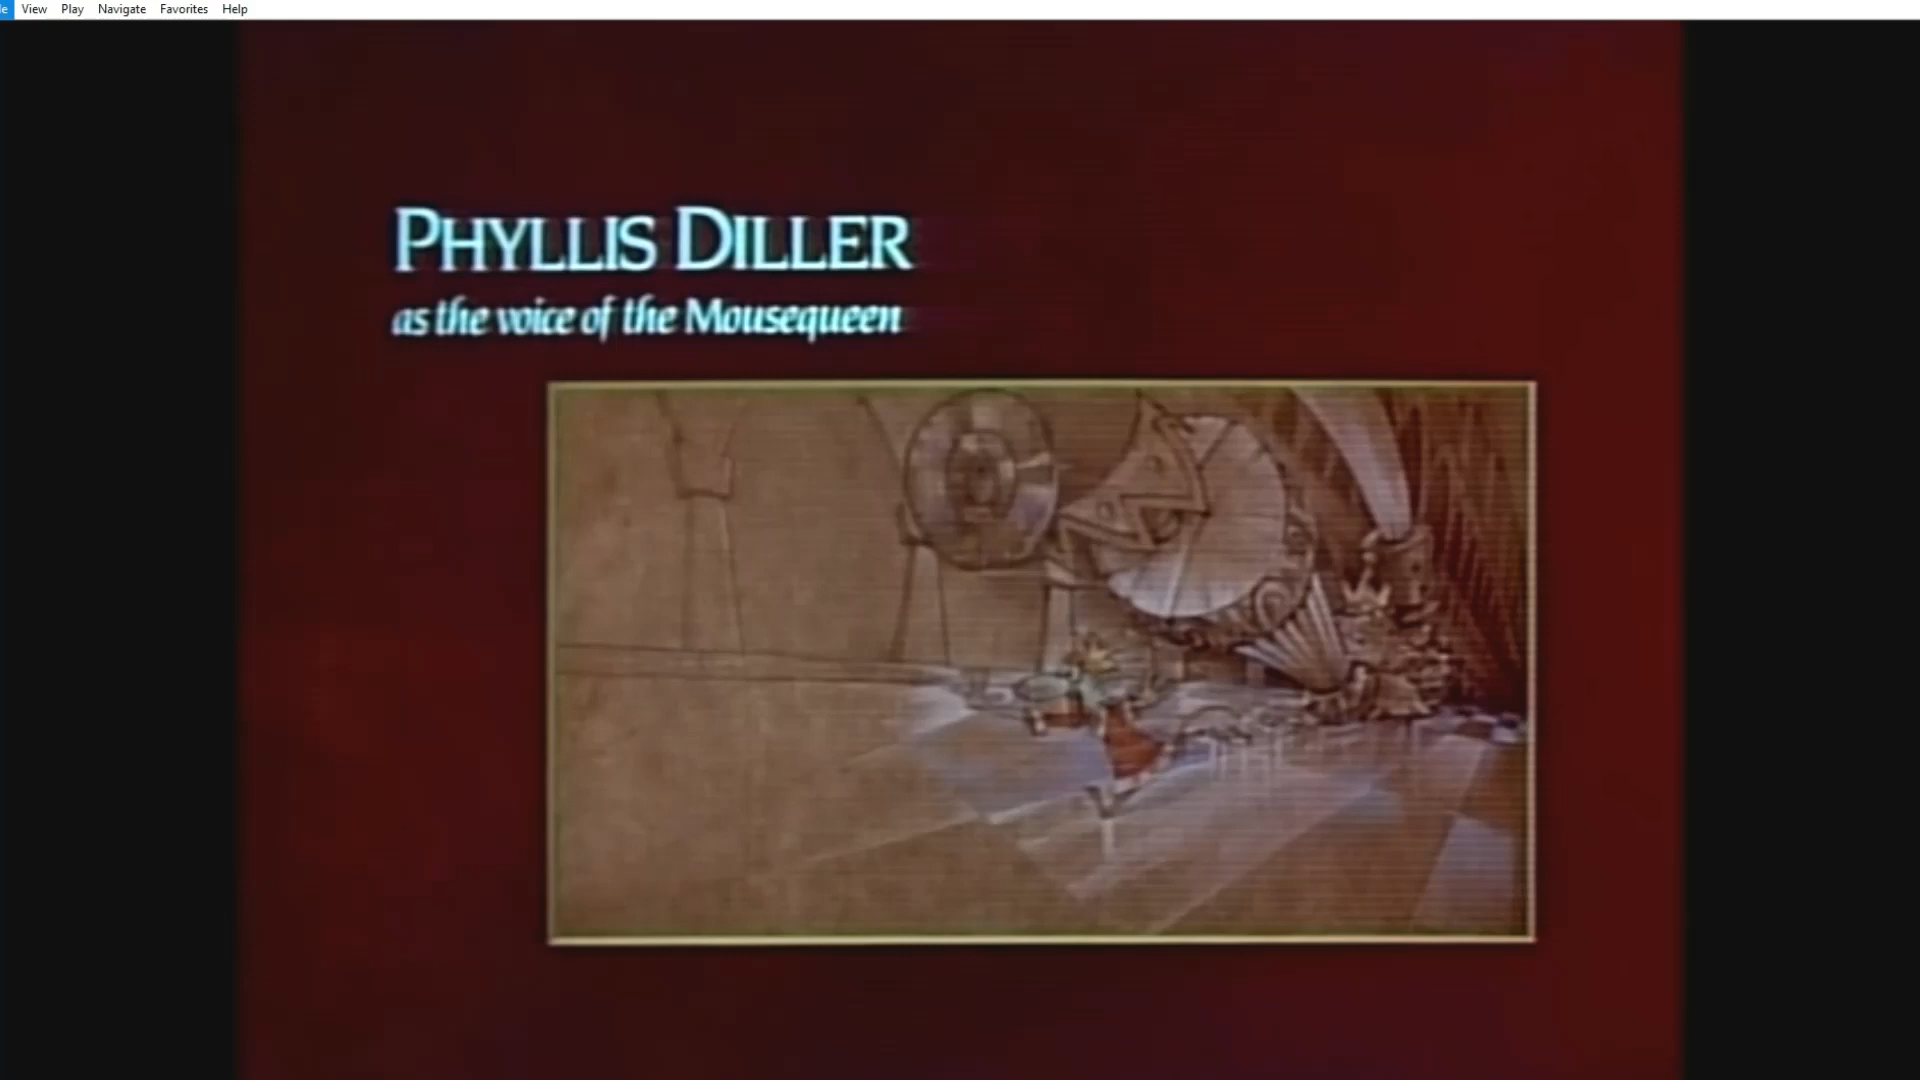 View Play Navigate Favorites Help
PHYLLIS DILLER
as the voice of the Mousequeen